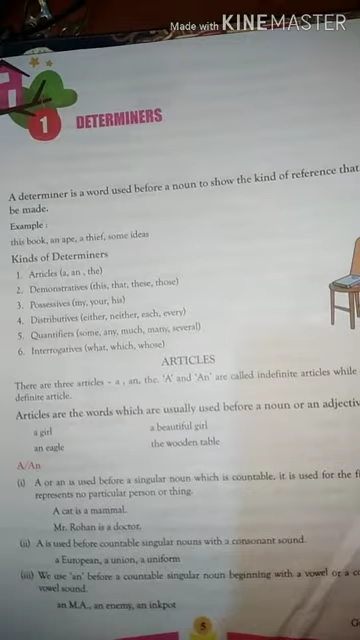 Made with KINEMASTER
1 DETERMINERS
A determiner is a word used before a noun to show the kind of reference that
be made.
Example :
this book, an ape, a thief, some ideas
Kinds of Determiners
1. Articles (a, an , the)
2. Demonstratives (this, that, these, those)
3. Possessives (my, your, his)
4. Distributives (either, neither, each, every)
5. Quantifiers (some, any, much, many, several)
6. Interrogatives (what, which, whose)
ARTICLES
There are three articles – a , an, the. 'A' and 'An' are called indefinite articles while
definite article.
Articles are the words which are usually used before a noun or an adjectiv
a girl a beautiful girl
an eagle the wooden table
A/An
(i) A or an is used before a singular noun which is countable, it is used for the fi
represents no particular person or thing.
A cat is a mammal.
Mr. Rohan is a doctor.
(ii) A is used before countable singular nouns with a consonant sound.
a European, a union, a uniform
(iii) We use 'an' before a countable singular noun beginning with a vowel or a co
vowel sound.
an M.A., an enemy, an inkpot
5